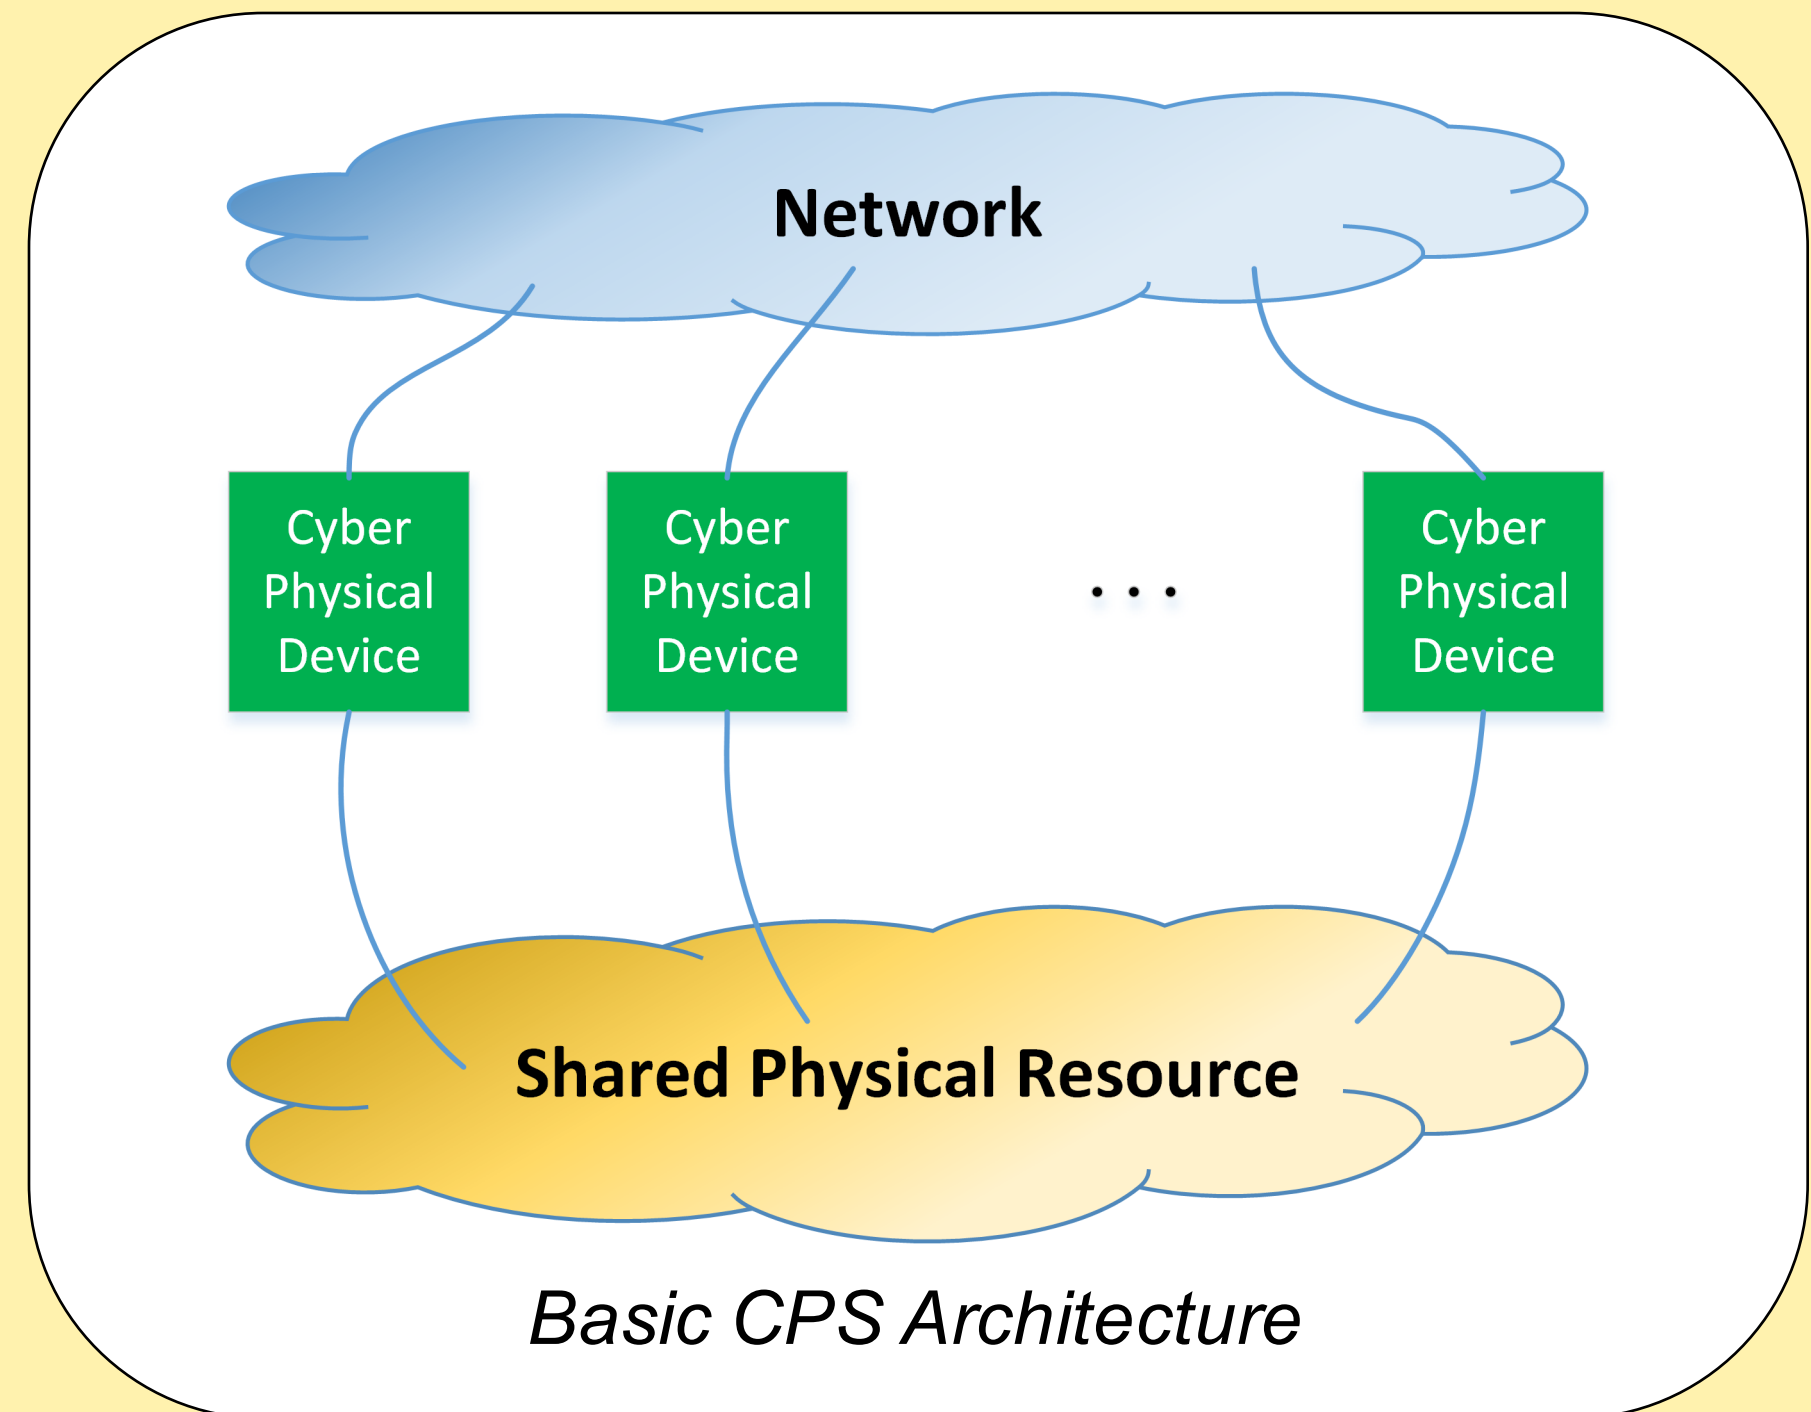 Network
Cyber
Physical
Device
Cyber
Physical
Device
. . .
Cyber
Physical
Device
Shared Physical Resource
Basic CPS Architecture